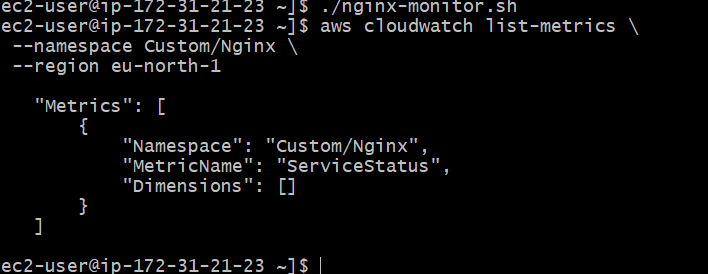 ec2-user@ip-172-31-21-23 ~]$ ./nginx-monitor.sh
ec2-user@ip-172-31-21-23 ~]$ aws cloudwatch list-metrics \
--namespace Custom/Nginx \
--region eu-north-1
"Metrics": [
{
"Namespace": "Custom/Nginx",
"MetricName": "ServiceStatus",
"Dimensions": []
}
]
ec2-user@ip-172-31-21-23 ~]$